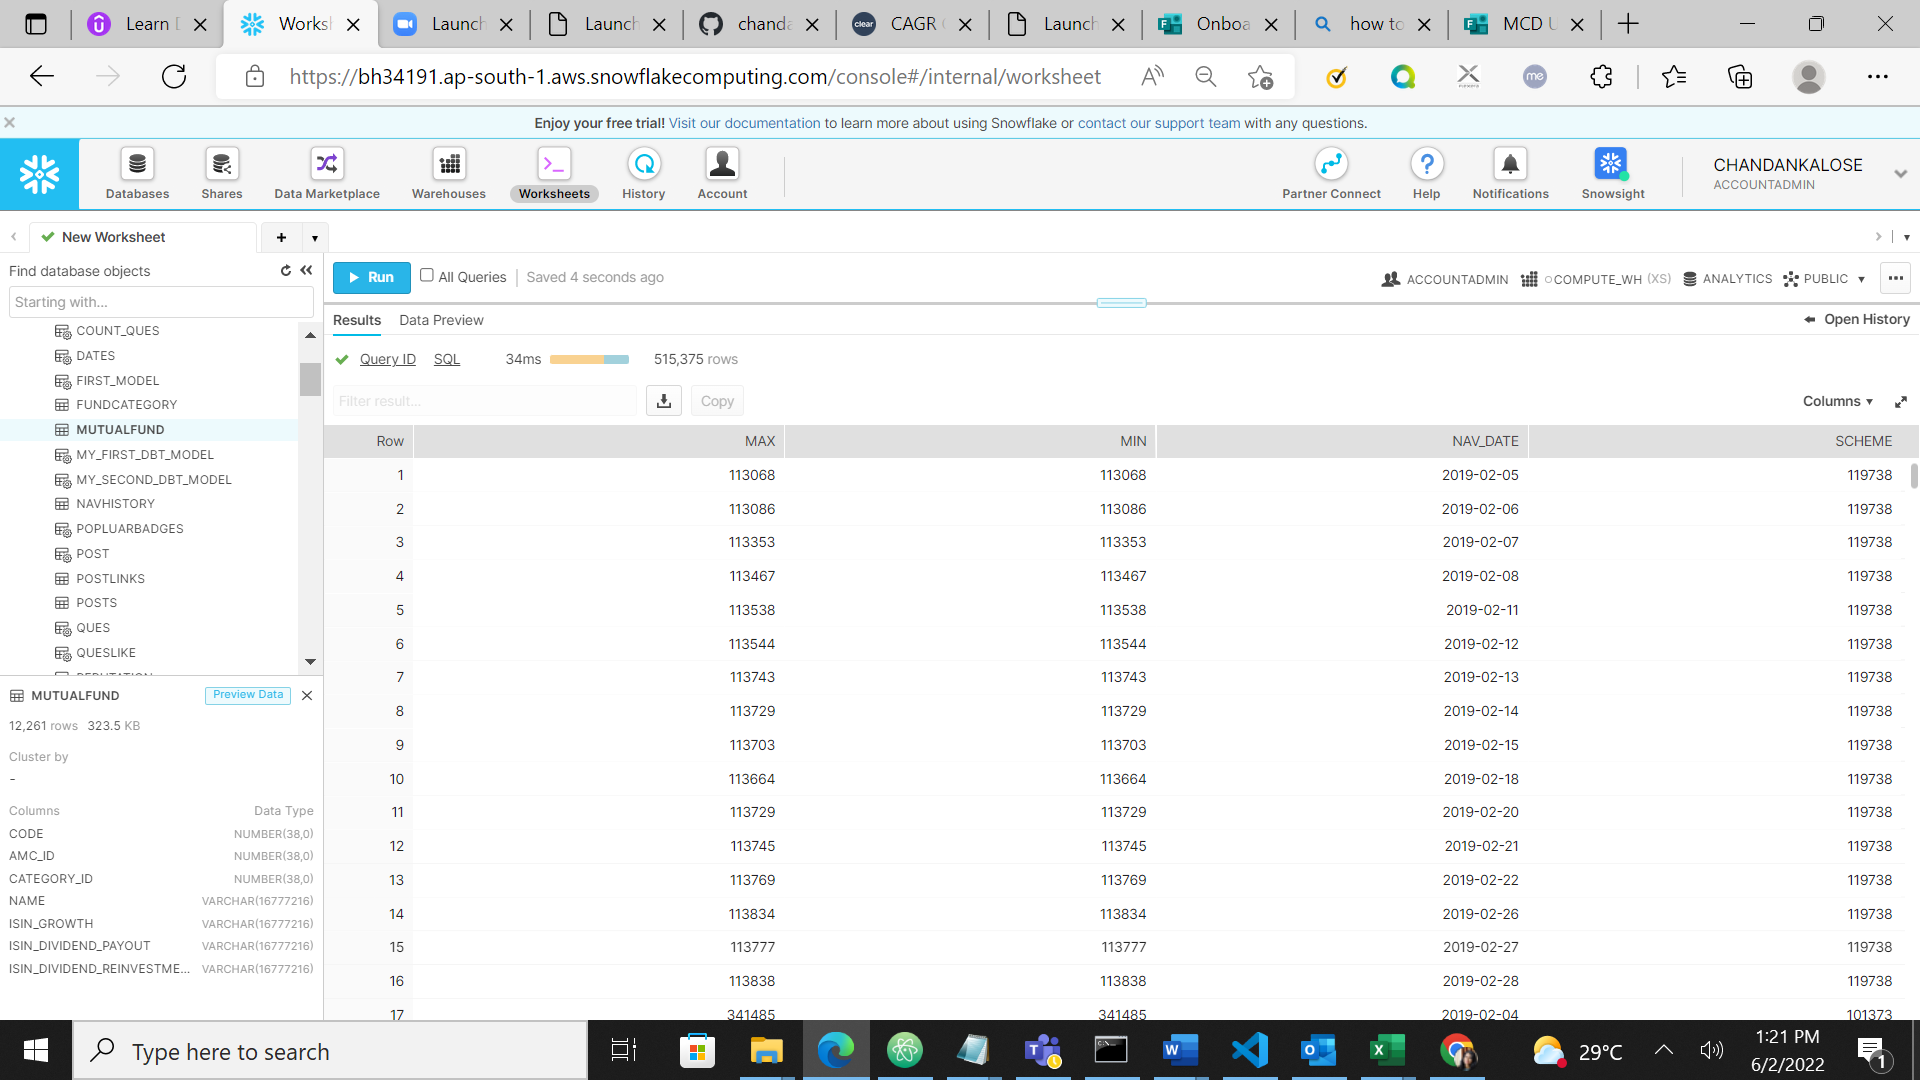 Learn D
Works
Launch
Launch
chanda
CAGR C
Launch
Onboa
how to
MCD U
https://bh34191.ap-south-1.aws.snowflakecomputing.com/console#/internal/worksheet
Enjoy your free trial! Visit our documentation to learn more about using Snowflake or contact our support team with any questions.
Databases
Shares
Data Marketplace
Warehouses
Worksheets
History
Account
Partner Connect
Help
Notifications
Snowsight
CHANDANKALOSE
ACCOUNTADMIN
New Worksheet
Find database objects
Starting with...
Run
All Queries
Saved 4 seconds ago
ACCOUNTADMIN
COMPUTE_WH (XS)
ANALYTICS
PUBLIC
COUNT_QUES
DATES
FIRST_MODEL
FUNDCATEGORY
MUTUALFUND
MY_FIRST_DBT_MODEL
MY_SECOND_DBT_MODEL
NAVHISTORY
POPLUARBADGES
POST
POSTLINKS
POSTS
QUES
QUESLIKE
MUTUALFUND
Preview Data
12,261 rows 323.5 KB
Cluster by
-
Columns Data Type
CODE NUMBER(38,0)
AMC_ID NUMBER(38,0)
CATEGORY_ID NUMBER(38,0)
NAME VARCHAR(16777216)
ISIN_GROWTH VARCHAR(16777216)
ISIN_DIVIDEND_PAYOUT VARCHAR(16777216)
ISIN_DIVIDEND_REINVESTME... VARCHAR(16777216)
Results Data Preview
Open History
Query ID SQL 34ms 515,375 rows
Filter result...
Copy
Columns
Row MAX MIN NAV_DATE SCHEME
1 113068 113068 2019-02-05 119738
2 113086 113086 2019-02-06 119738
3 113353 113353 2019-02-07 119738
4 113467 113467 2019-02-08 119738
5 113538 113538 2019-02-11 119738
6 113544 113544 2019-02-12 119738
7 113743 113743 2019-02-13 119738
8 113729 113729 2019-02-14 119738
9 113703 113703 2019-02-15 119738
10 113664 113664 2019-02-18 119738
11 113729 113729 2019-02-20 119738
12 113745 113745 2019-02-21 119738
13 113769 113769 2019-02-22 119738
14 113834 113834 2019-02-26 119738
15 113777 113777 2019-02-27 119738
16 113838 113838 2019-02-28 119738
17 341485 341485 2019-02-04 101373
Type here to search
29°C
1:21 PM
6/2/2022
1